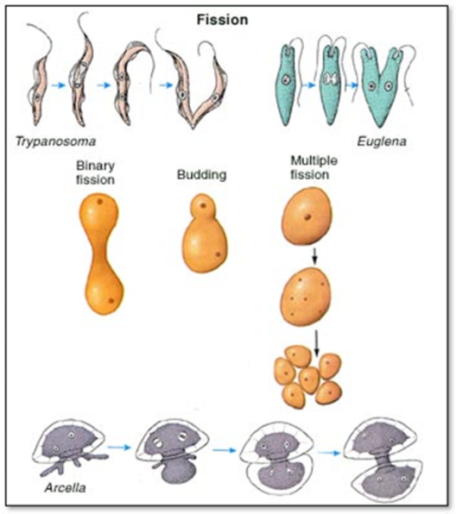 Fission
Trypanosoma
Euglena
Binary
fission
Budding
Multiple
fission
Arcella